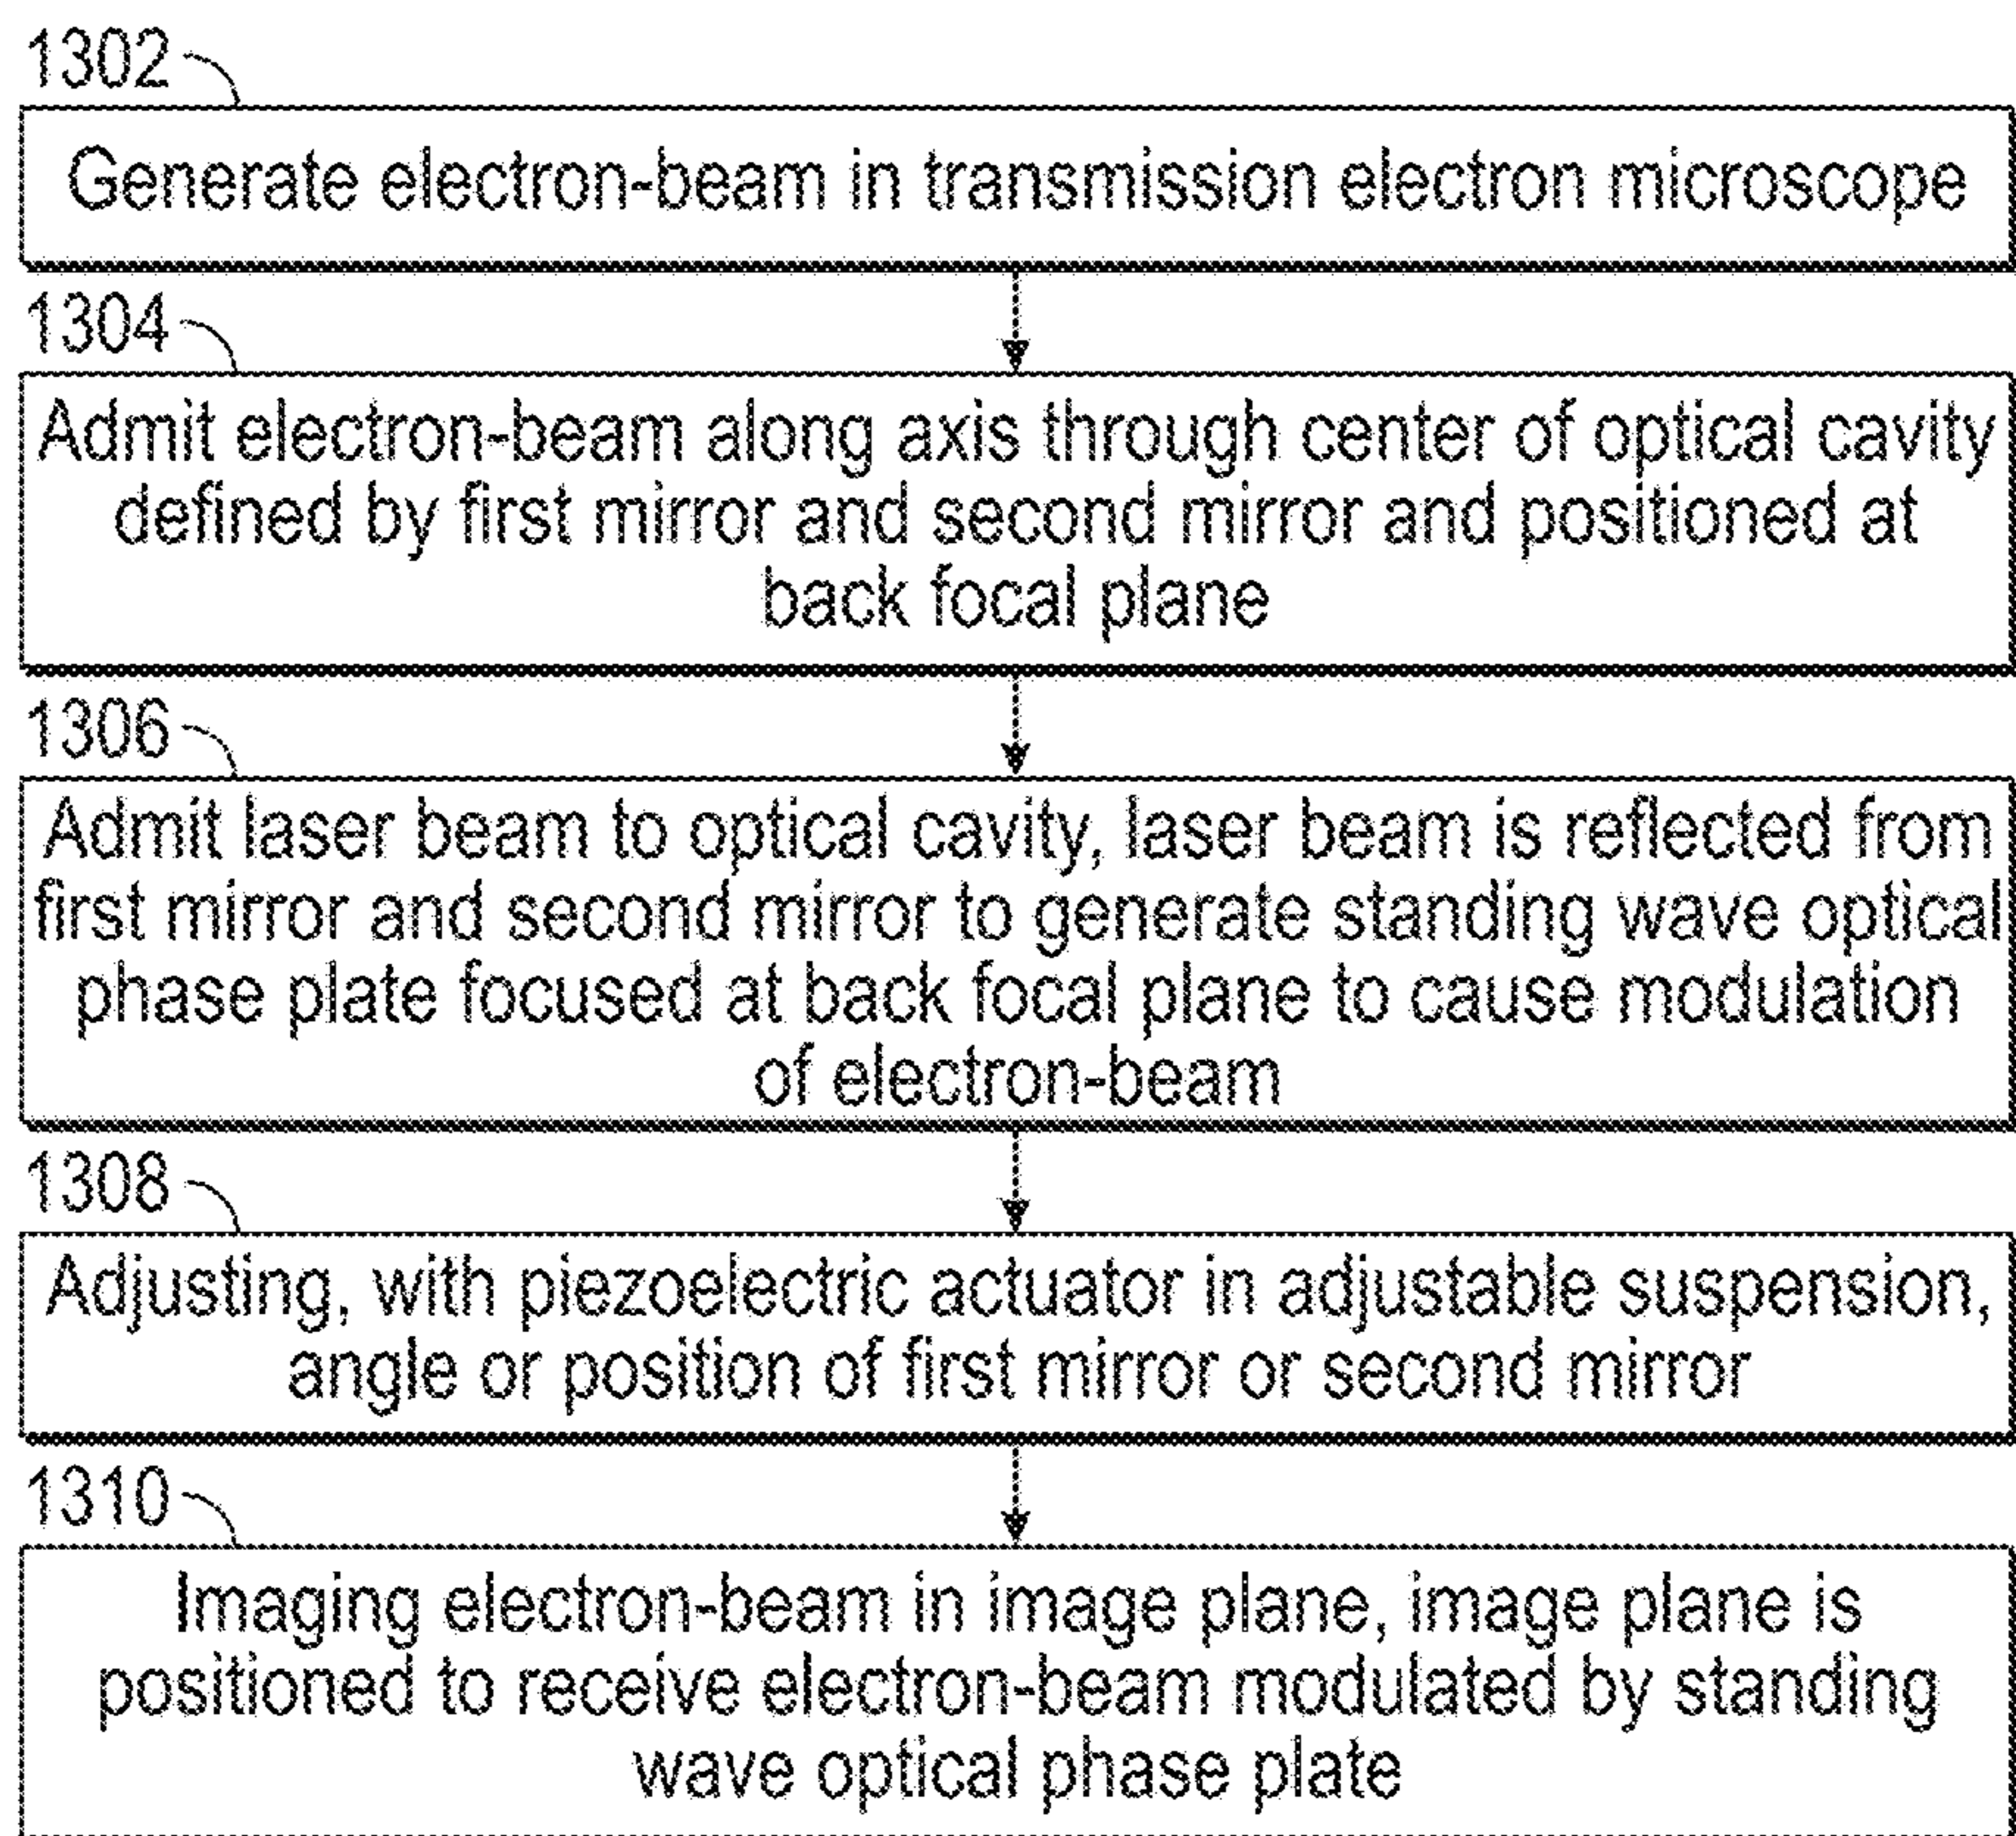 1302
Generate electron-beam in transmission electron microscope
1304
Admit electron-beam along axis through center of optical cavity
defined by first mirror and second mirror and positioned at
back focal plane
1306
Admit laser beam to optical cavity, laser beam is reflected from
first mirror and second mirror to generate standing wave optical
phase plate focused at back focal plane to cause modulation
of electron-beam
1308
Adjusting, with piezoelectric actuator in adjustable suspension,
angle or position of first mirror or second mirror
1310
Imaging electron-beam in image plane, image plane is
positioned to receive electron-beam modulated by standing
wave optical phase plate